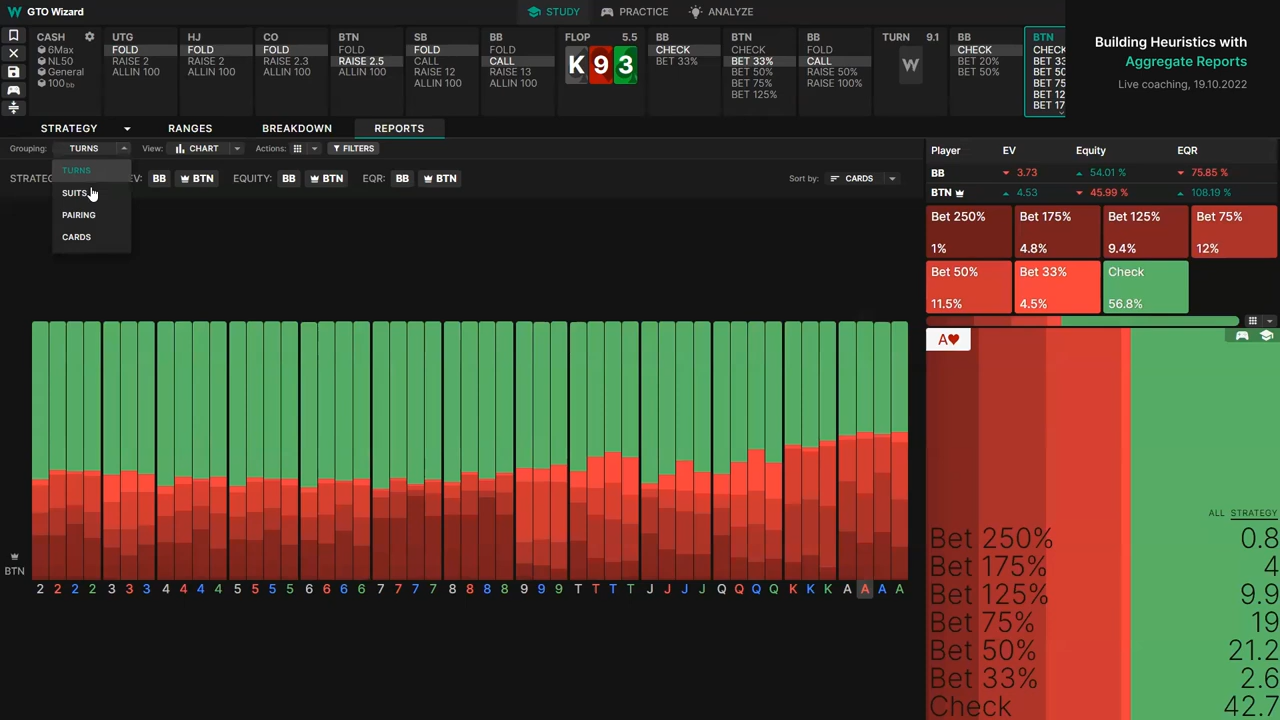 GTO Wizard
STUDY
PRACTICE
ANALYZE
CASH
6Max
NL50
General
100bb
UTG
FOLD
RAISE 2
ALLIN 100
HJ
FOLD
RAISE 2
ALLIN 100
CO
FOLD
RAISE 2.3
ALLIN 100
BTN
FOLD
RAISE 2.5
ALLIN 100
SB
FOLD
CALL
RAISE 12
ALLIN 100
BB
FOLD
CALL
RAISE 13
ALLIN 100
FLOP 5.5
K 9 3
BB
CHECK
BET 33%
BTN
CHECK
BET 33%
BET 50%
BET 75%
BET 125%
BB
FOLD
CALL
RAISE 50%
RAISE 100%
TURN 9.1
BB
CHECK
BET 20%
BET 50%
BTN
CHECK
BET 33
BET 50
BET 75
BET 12
BET 17
Building Heuristics with
Aggregate Reports
Live coaching, 19.10.2022
STRATEGY
RANGES
BREAKDOWN
REPORTS
Grouping: TURNS View: CHART Actions: FILTERS
TURNS
SUITS
PAIRING
CARDS
STRATEG EV: BB BTN EQUITY: BB BTN EQR: BB BTN Sort by: CARDS
BTN
2 2 2 2 3 3 3 4 4 4 4 5 5 5 5 6 6 6 6 7 7 7 7 8 8 8 8 9 9 9 T T T T J J J J Q Q Q Q K K K A A A A
Player EV Equity EQR
BB 3.73 54.01 % 75.85 %
BTN 4.53 45.99 % 108.19 %
Bet 250% Bet 175% Bet 125% Bet 75%
1% 4.8% 9.4% 12%
Bet 50% Bet 33% Check
11.5% 4.5% 56.8%
A♥
ALL STRATEGY
Bet 250% 0.8
Bet 175% 4
Bet 125% 9.9
Bet 75% 19
Bet 50% 21.2
Bet 33% 2.6
Check 42.7